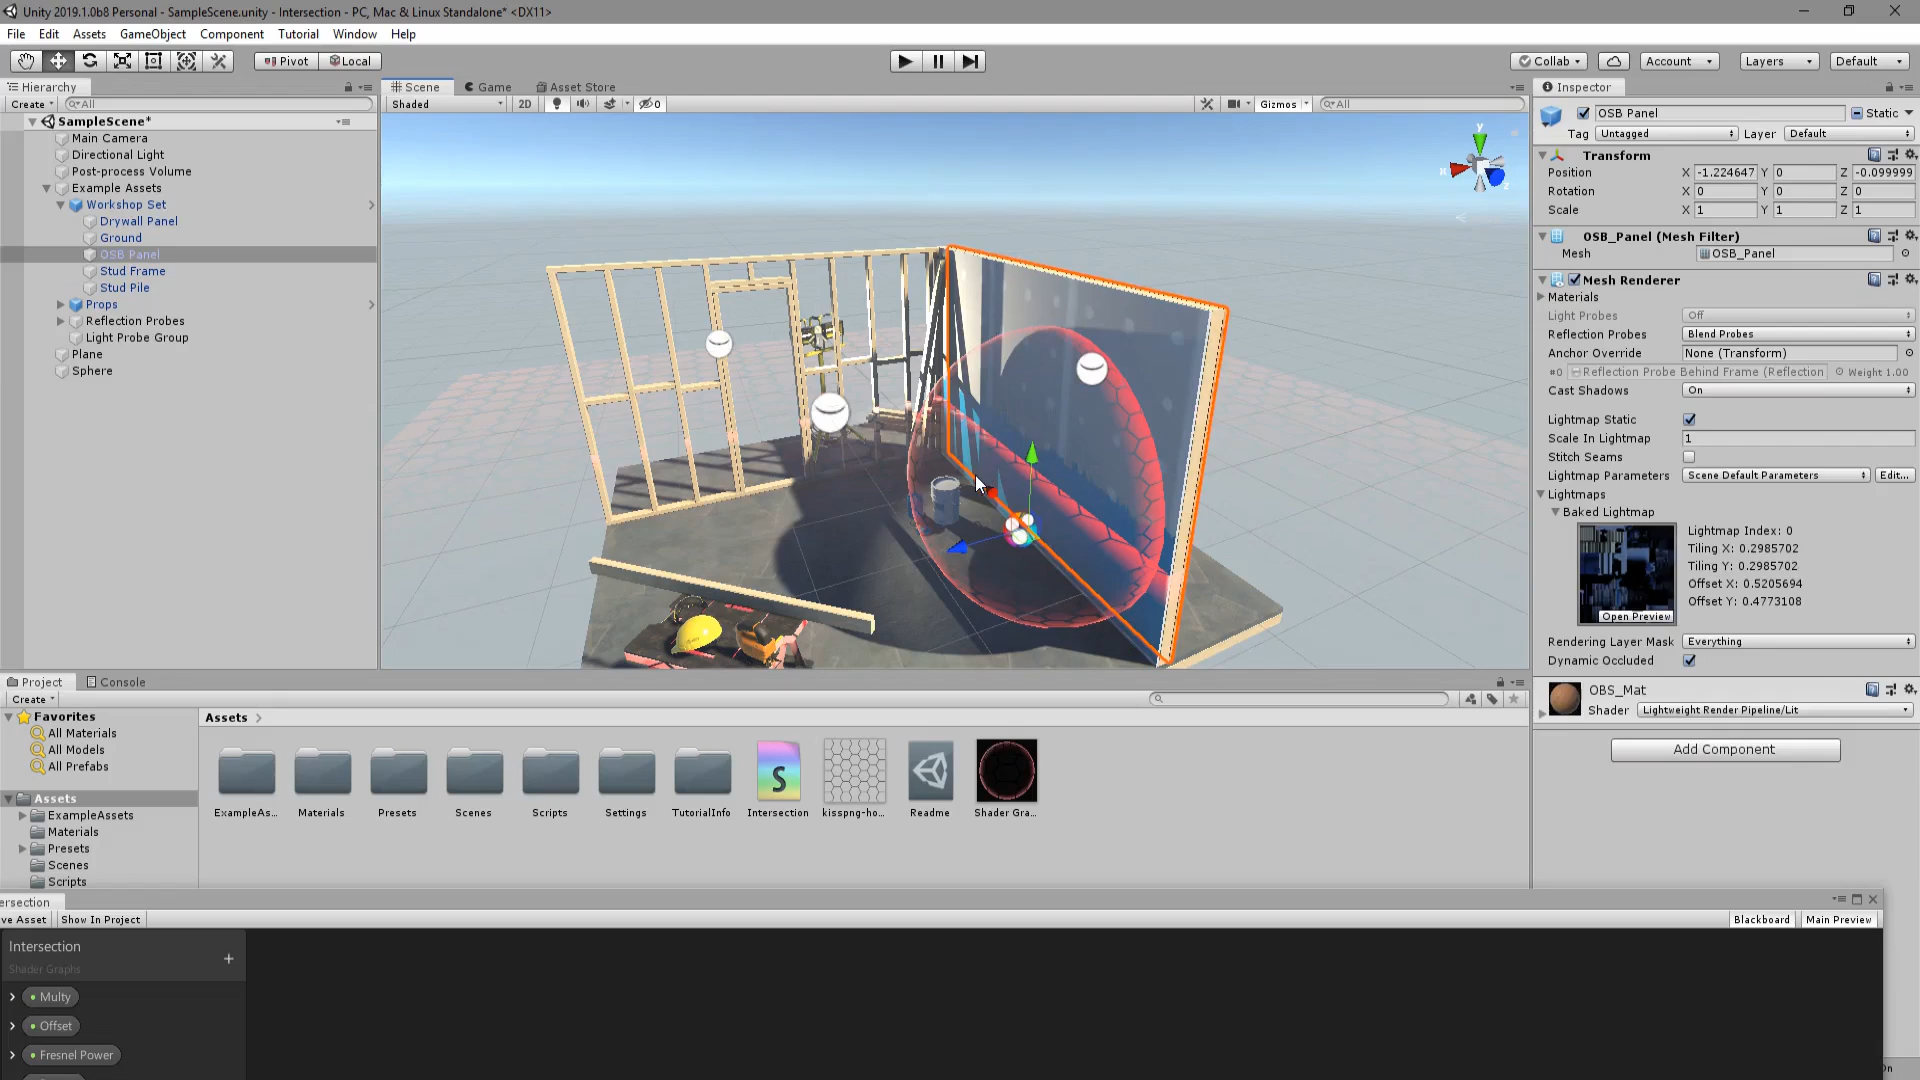 Unity 2019.1.0b8 Personal - SampleScene.unity - Intersection - PC, Mac & Linux Standalone* <DX11>
File Edit Assets GameObject Component Tutorial Window Help
Pivot Local Collab Account Layers Default
Hierarchy
Create All
SampleScene*
Main Camera
Directional Light
Post-process Volume
Example Assets
Workshop Set
Drywall Panel
Ground
OSB Panel
Stud Frame
Stud Pile
Props
Reflection Probes
Light Probe Group
Plane
Sphere
Scene Game Asset Store
Shaded 2D 0 Gizmos All
y
x
z
Inspector
OSB Panel Static
Tag Untagged Layer Default
Transform
Position X -1.224647 Y 0 Z -0.099999
Rotation X 0 Y 0 Z 0
Scale X 1 Y 1 Z 1
OSB_Panel (Mesh Filter)
Mesh OSB_Panel
Mesh Renderer
Materials
Light Probes Off
Reflection Probes Blend Probes
Anchor Override None (Transform)
#0 Reflection Probe Behind Frame (Reflection Weight 1.00
Cast Shadows On
Lightmap Static
Scale In Lightmap 1
Stitch Seams
Lightmap Parameters Scene Default Parameters Edit...
Lightmaps
Baked Lightmap
Lightmap Index: 0
Tiling X: 0.2985702
Tiling Y: 0.2985702
Offset X: 0.5205694
Offset Y: 0.4773108
Open Preview
Rendering Layer Mask Everything
Dynamic Occluded
OBS_Mat
Shader Lightweight Render Pipeline/Lit
Add Component
Project Console
Create
Favorites
All Materials
All Models
All Prefabs
Assets
ExampleAssets
Materials
Presets
Scenes
Scripts
Assets
S
ExampleAs... Materials Presets Scenes Scripts Settings TutorialInfo Intersection kisspng-ho... Readme Shader Gra...
ersection
ve Asset Show In Project Blackboard Main Preview
Intersection
Shader Graphs
Multy
Offset
Fresnel Power
On